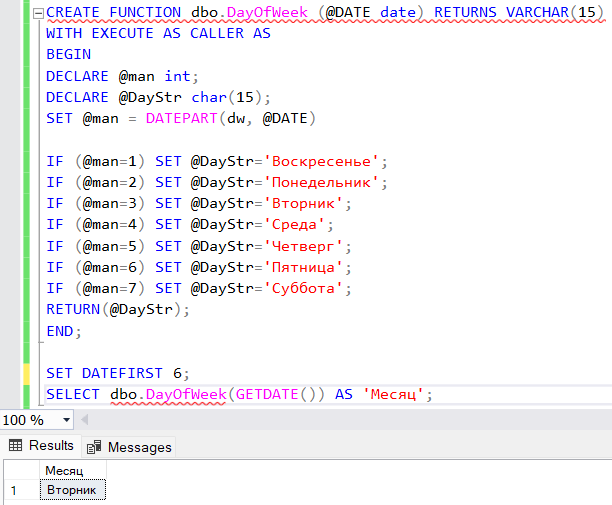 CREATE FUNCTION dbo.DayOfWeek (@DATE date) RETURNS VARCHAR(15)
WITH EXECUTE AS CALLER AS
BEGIN
DECLARE @man int;
DECLARE @DayStr char(15);
SET @man = DATEPART(dw, @DATE)
IF (@man=1) SET @DayStr='Воскресенье';
IF (@man=2) SET @DayStr='Понедельник';
IF (@man=3) SET @DayStr='Вторник';
IF (@man=4) SET @DayStr='Среда';
IF (@man=5) SET @DayStr='Четверг';
IF (@man=6) SET @DayStr='Пятница';
IF (@man=7) SET @DayStr='Суббота';
RETURN(@DayStr);
END;
SET DATEFIRST 6;
SELECT dbo.DayOfWeek(GETDATE()) AS 'Месяц';
100 %
Results Messages
Месяц
1 Вторник